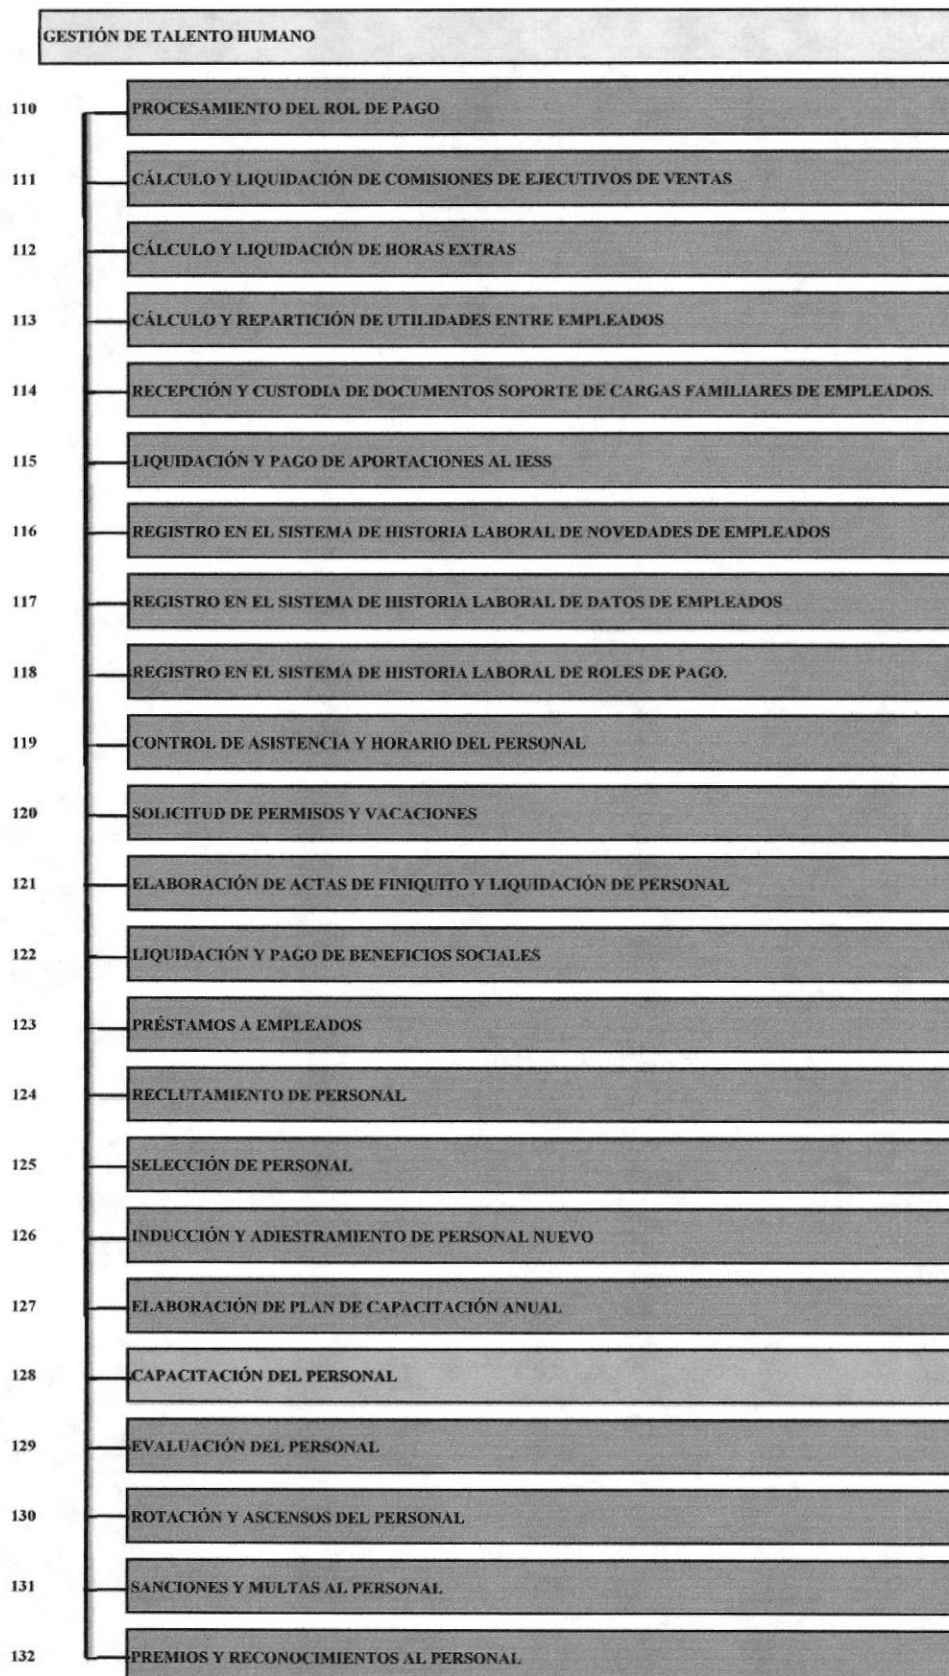 GESTIÓN DE TALENTO HUMANO
110 PROCESAMIENTO DEL ROL DE PAGO
111 CÁLCULO Y LIQUIDACIÓN DE COMISIONES DE EJECUTIVOS DE VENTAS
112 CÁLCULO Y LIQUIDACIÓN DE HORAS EXTRAS
113 CÁLCULO Y REPARTICIÓN DE UTILIDADES ENTRE EMPLEADOS
114 RECEPCIÓN Y CUSTODIA DE DOCUMENTOS SOPORTE DE CARGAS FAMILIARES DE EMPLEADOS.
115 LIQUIDACIÓN Y PAGO DE APORTACIONES AL IESS
116 REGISTRO EN EL SISTEMA DE HISTORIA LABORAL DE NOVEDADES DE EMPLEADOS
117 REGISTRO EN EL SISTEMA DE HISTORIA LABORAL DE DATOS DE EMPLEADOS
118 REGISTRO EN EL SISTEMA DE HISTORIA LABORAL DE ROLES DE PAGO.
119 CONTROL DE ASISTENCIA Y HORARIO DEL PERSONAL
120 SOLICITUD DE PERMISOS Y VACACIONES
121 ELABORACIÓN DE ACTAS DE FINIQUITO Y LIQUIDACIÓN DE PERSONAL
122 LIQUIDACIÓN Y PAGO DE BENEFICIOS SOCIALES
123 PRÉSTAMOS A EMPLEADOS
124 RECLUTAMIENTO DE PERSONAL
125 SELECCIÓN DE PERSONAL
126 INDUCCIÓN Y ADIESTRAMIENTO DE PERSONAL NUEVO
127 ELABORACIÓN DE PLAN DE CAPACITACIÓN ANUAL
128 CAPACITACIÓN DEL PERSONAL
129 EVALUACIÓN DEL PERSONAL
130 ROTACIÓN Y ASCENSOS DEL PERSONAL
131 SANCIONES Y MULTAS AL PERSONAL
132 PREMIOS Y RECONOCIMIENTOS AL PERSONAL